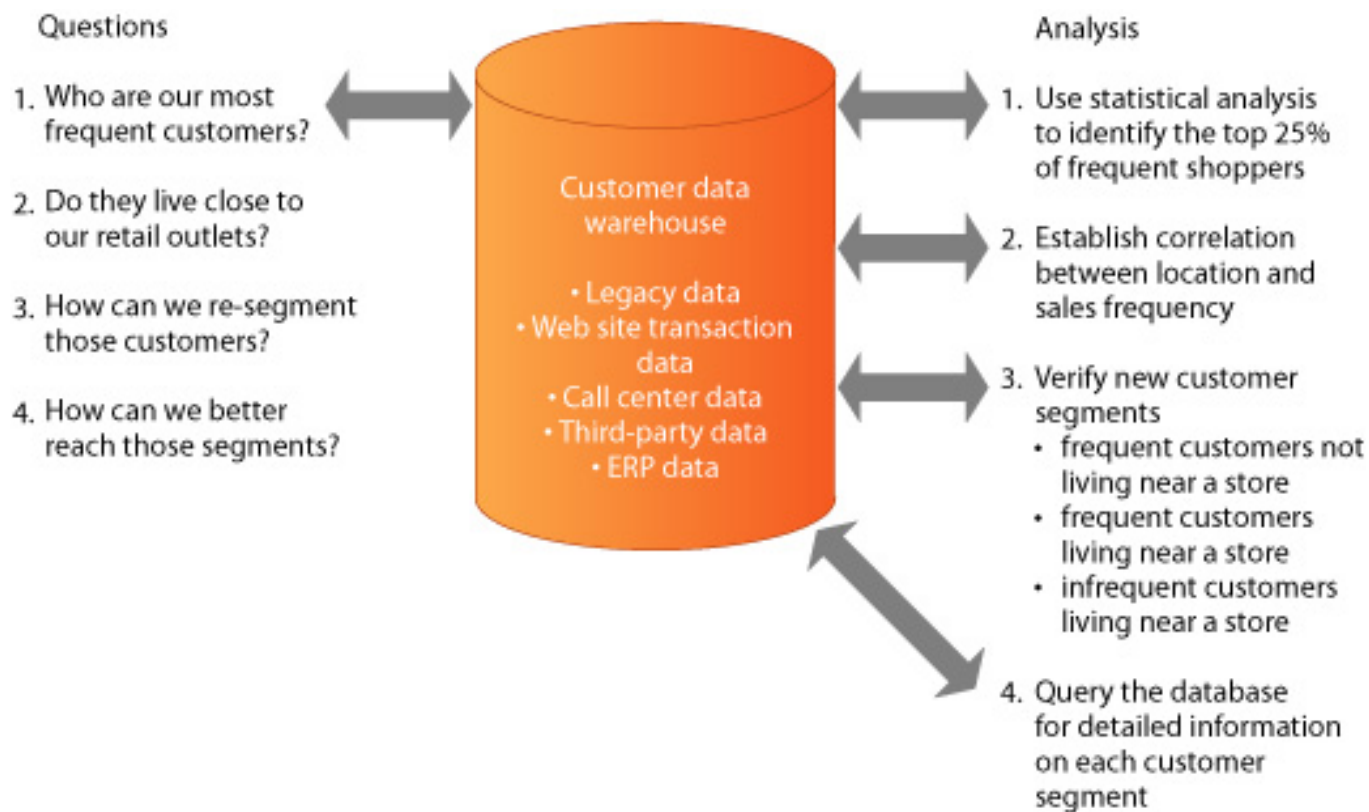 Questions
1. Who are our most
frequent customers?
2. Do they live close to
our retail outlets?
3. How can we re-segment
those customers?
4. How can we better
reach those segments?
Customer data
warehouse
• Legacy data
• Web site transaction
data
• Call center data
• Third-party data
• ERP data
Analysis
1. Use statistical analysis
to identify the top 25%
of frequent shoppers
2. Establish correlation
between location and
sales frequency
3. Verify new customer
segments
• frequent customers not
living near a store
• frequent customers
living near a store
• infrequent customers
living near a store
4. Query the database
for detailed information
on each customer
segment